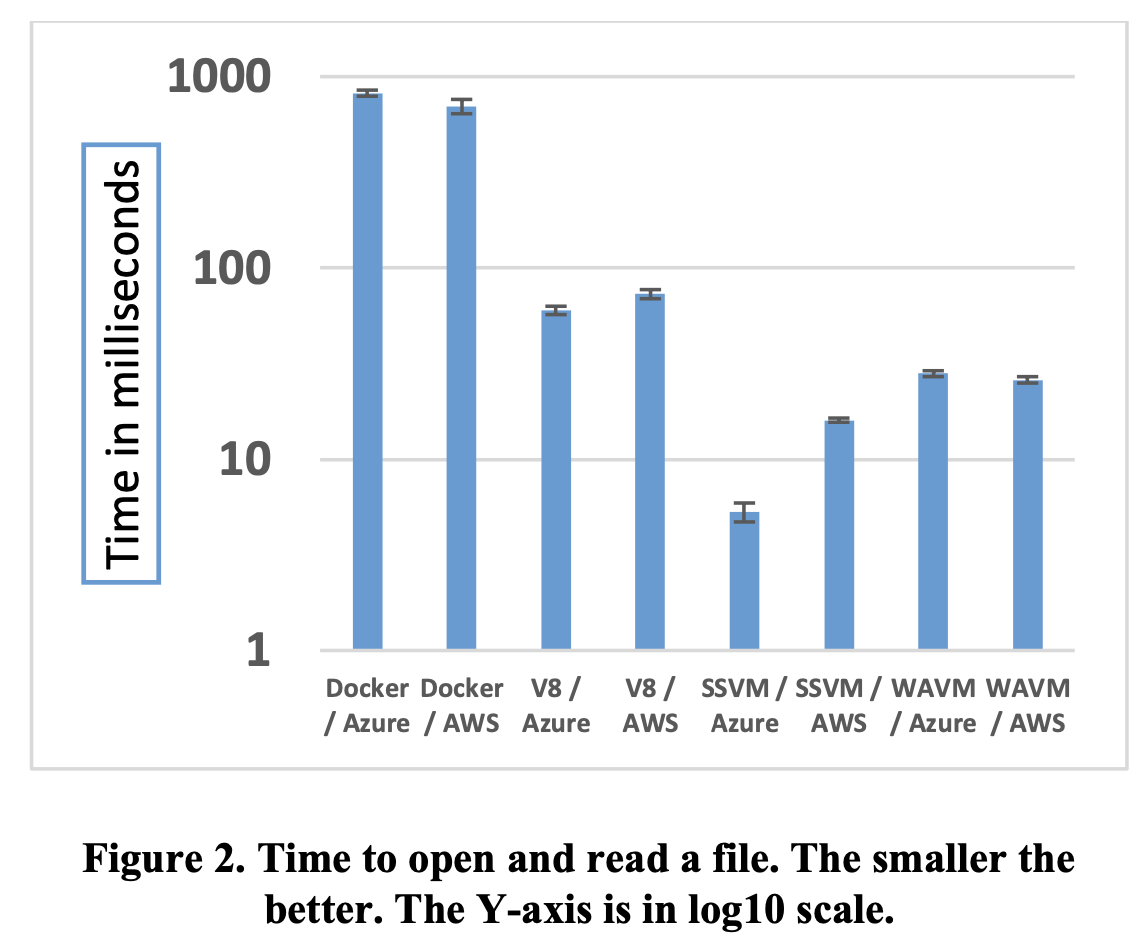 1000
100
10
1
Time in milliseconds
Docker / Azure
Docker / AWS
V8 / Azure
V8 / AWS
SSVM / Azure
SSVM / AWS
WAVM / Azure
WAVM / AWS
Figure 2. Time to open and read a file. The smaller the
better. The Y-axis is in log10 scale.